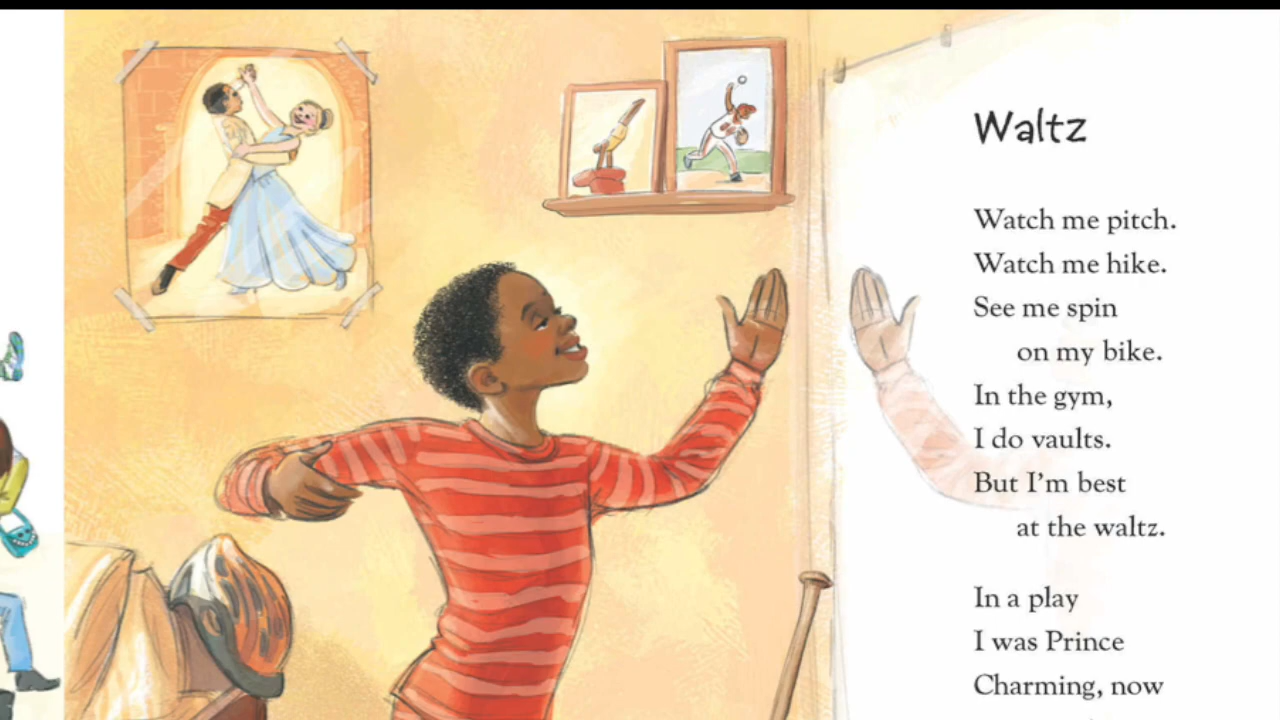 Waltz
Watch me pitch.
Watch me hike.
See me spin
on my bike.
In the gym,
I do vaults.
But I'm best
at the waltz.
In a play
I was Prince
Charming, now